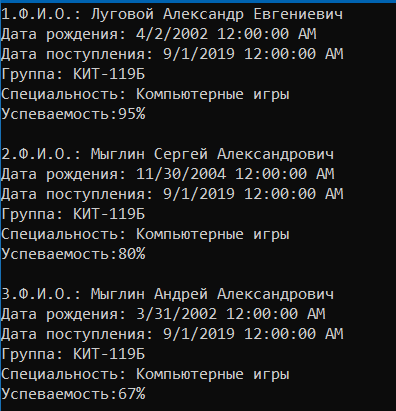 1.Ф.И.О.: Луговой Александр Евгениевич
Дата рождения: 4/2/2002 12:00:00 AM
Дата поступления: 9/1/2019 12:00:00 AM
Группа: КИТ-119Б
Специальность: Компьютерные игры
Успеваемость:95%
2.Ф.И.О.: Мыглин Сергей Александрович
Дата рождения: 11/30/2004 12:00:00 AM
Дата поступления: 9/1/2019 12:00:00 AM
Группа: КИТ-119Б
Специальность: Компьютерные игры
Успеваемость:80%
3.Ф.И.О.: Мыглин Андрей Александрович
Дата рождения: 3/31/2002 12:00:00 AM
Дата поступления: 9/1/2019 12:00:00 AM
Группа: КИТ-119Б
Специальность: Компьютерные игры
Успеваемость:67%